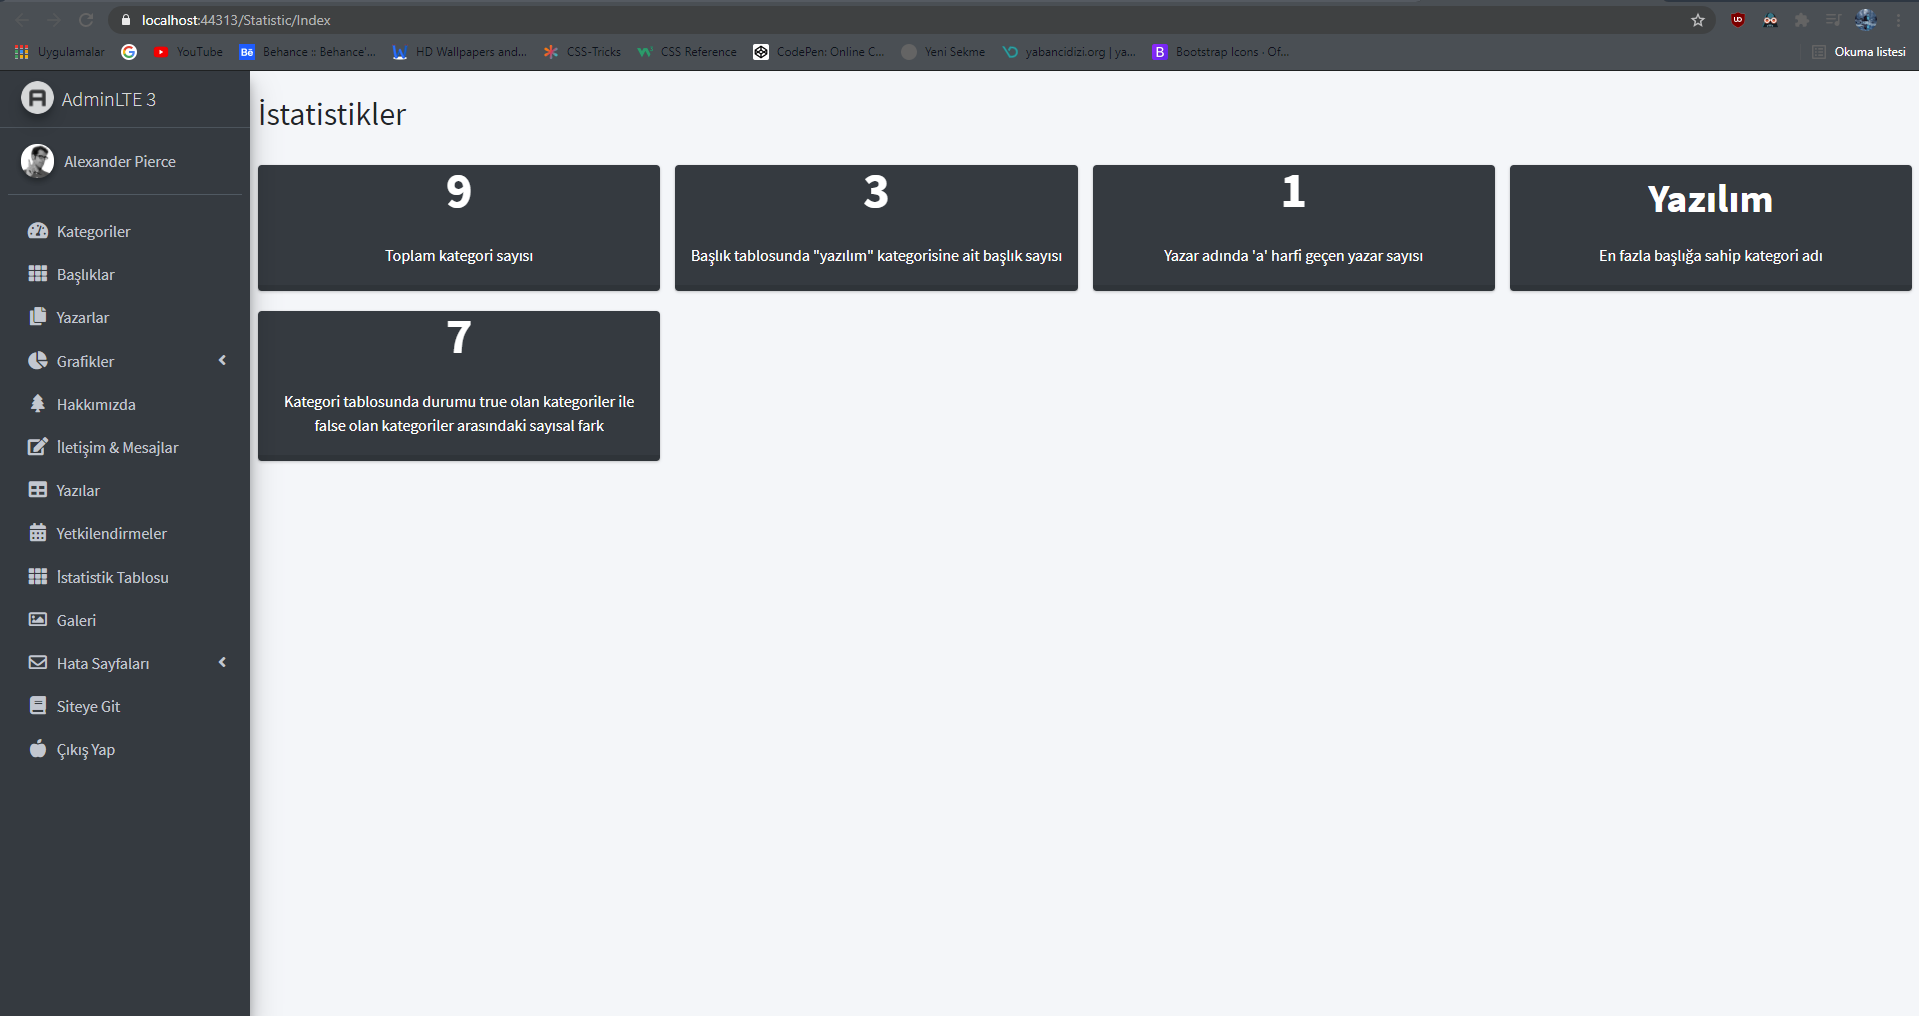 localhost:44313/Statistic/Index
Uygulamalar
YouTube
Bē
Behance :: Behance'...
HD Wallpapers and...
CSS-Tricks
CSS Reference
CodePen: Online C...
Yeni Sekme
yabancidizi.org | ya...
B
Bootstrap Icons · Of...
Okuma listesi
AdminLTE 3
Alexander Pierce
Kategoriler
Başlıklar
Yazarlar
Grafikler
Hakkımızda
İletişim & Mesajlar
Yazılar
Yetkilendirmeler
İstatistik Tablosu
Galeri
Hata Sayfaları
Siteye Git
Çıkış Yap
İstatistikler
9
Toplam kategori sayısı
3
Başlık tablosunda "yazılım" kategorisine ait başlık sayısı
1
Yazar adında 'a' harfi geçen yazar sayısı
Yazılım
En fazla başlığa sahip kategori adı
7
Kategori tablosunda durumu true olan kategoriler ile
false olan kategoriler arasındaki sayısal fark